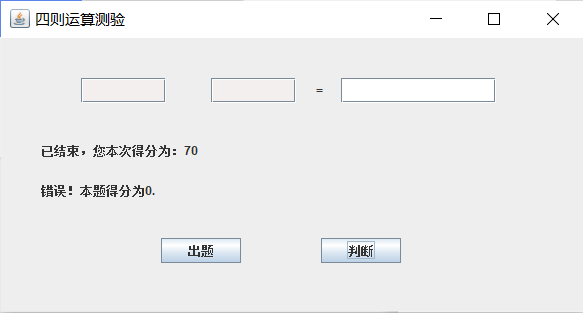 四则运算测验
=
已结束，您本次得分为：70
错误！本题得分为0.
出题 判断